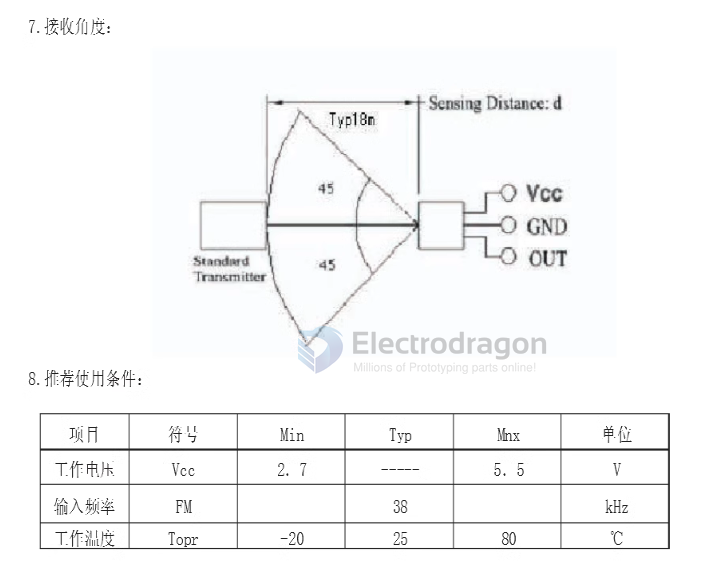 7.接收角度：
Sensing Distance: d
Typ18m
45
Vcc
GND
45
OUT
Standard
Transmitter
Electrodragon
Millions of Prototyping parts online!
8.推荐使用条件：
项目 符号 Min Typ Mnx 单位
工作电压 Vcc 2.7 ----- 5.5 V
输入频率 FM 38 kHz
工作温度 Topr -20 25 80 ℃